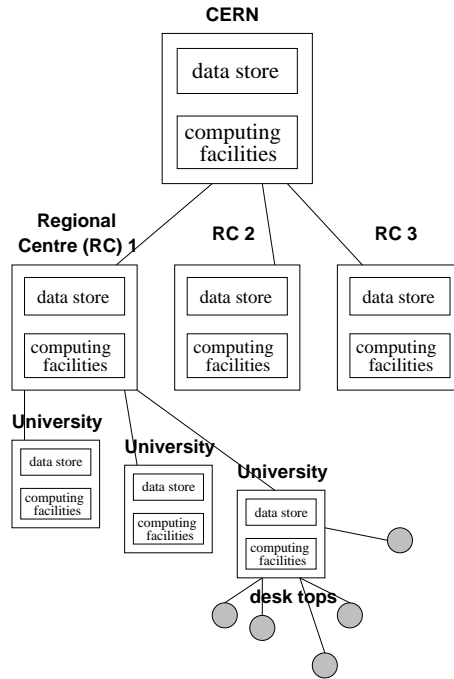 CERN
data store
computing
facilities
Regional
Centre (RC) 1
RC 2
RC 3
data store
computing
facilities
data store
computing
facilities
data store
computing
facilities
University
data store
computing
facilities
University
data store
computing
facilities
University
data store
computing
facilities
desk tops